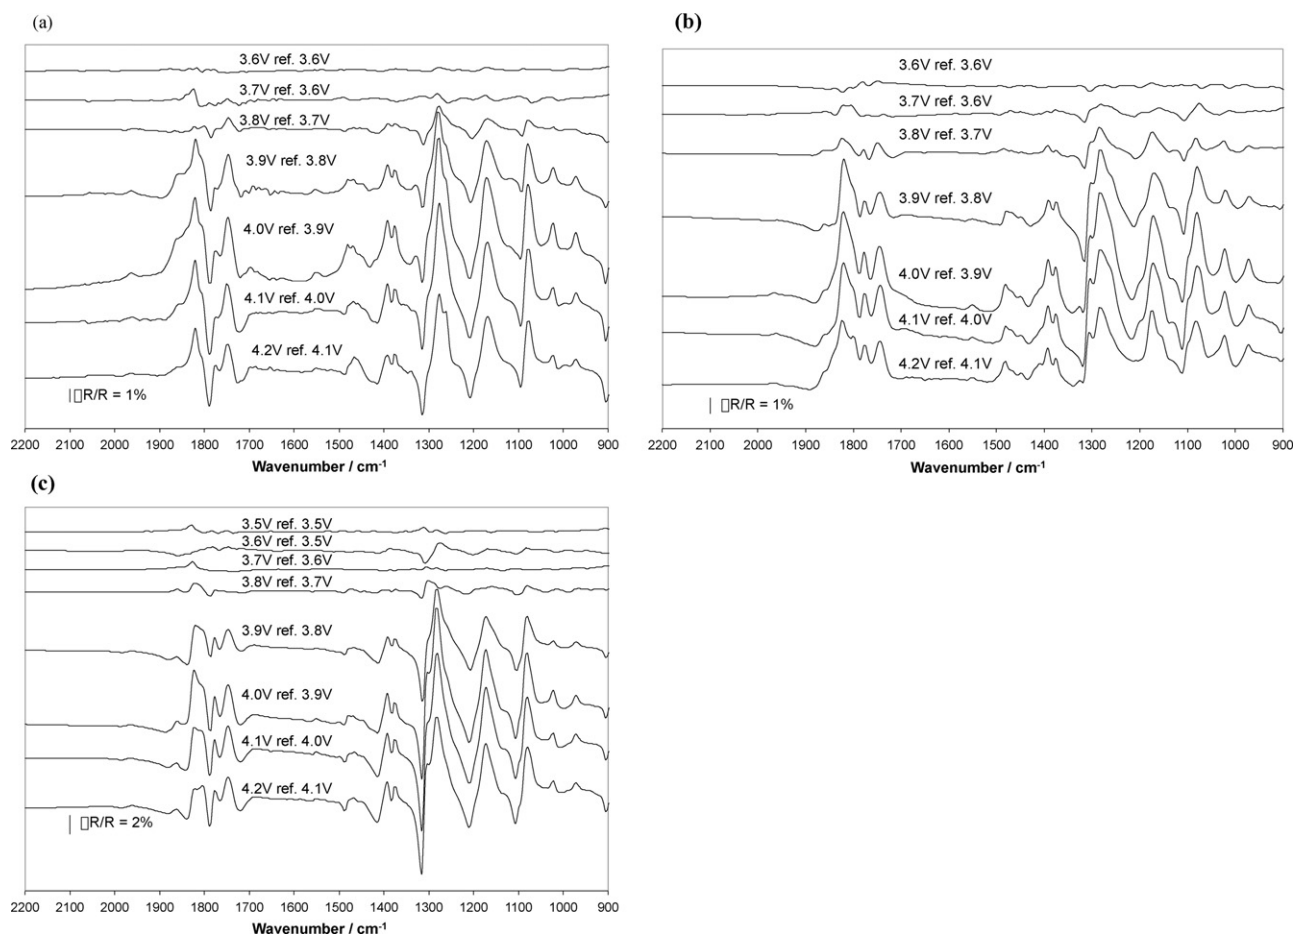 (a)
3.6V ref. 3.6V
3.7V ref. 3.6V
3.8V ref. 3.7V
3.9V ref. 3.8V
4.0V ref. 3.9V
4.1V ref. 4.0V
4.2V ref. 4.1V
▯R/R = 1%
2200 2100 2000 1900 1800 1700 1600 1500 1400 1300 1200 1100 1000 900
Wavenumber / cm-1
(b)
3.6V ref. 3.6V
3.7V ref. 3.6V
3.8V ref. 3.7V
3.9V ref. 3.8V
4.0V ref. 3.9V
4.1V ref. 4.0V
4.2V ref. 4.1V
▯R/R = 1%
2200 2100 2000 1900 1800 1700 1600 1500 1400 1300 1200 1100 1000 900
Wavenumber / cm-1
(c)
3.5V ref. 3.5V
3.6V ref. 3.5V
3.7V ref. 3.6V
3.8V ref. 3.7V
3.9V ref. 3.8V
4.0V ref. 3.9V
4.1V ref. 4.0V
4.2V ref. 4.1V
▯R/R = 2%
2200 2100 2000 1900 1800 1700 1600 1500 1400 1300 1200 1100 1000 900
Wavenumber / cm-1